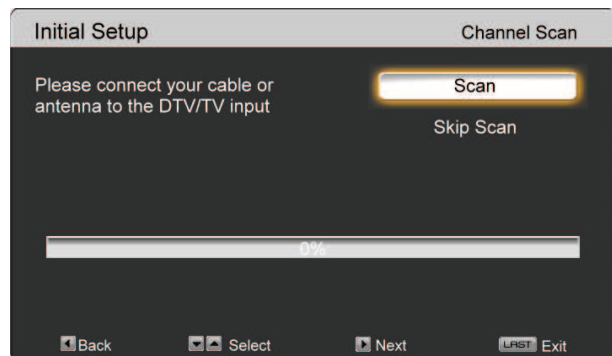 Initial Setup
Channel Scan
Please connect your cable or
antenna to the DTV/TV input
Scan
Skip Scan
0%
Back
Select
Next
LAST Exit